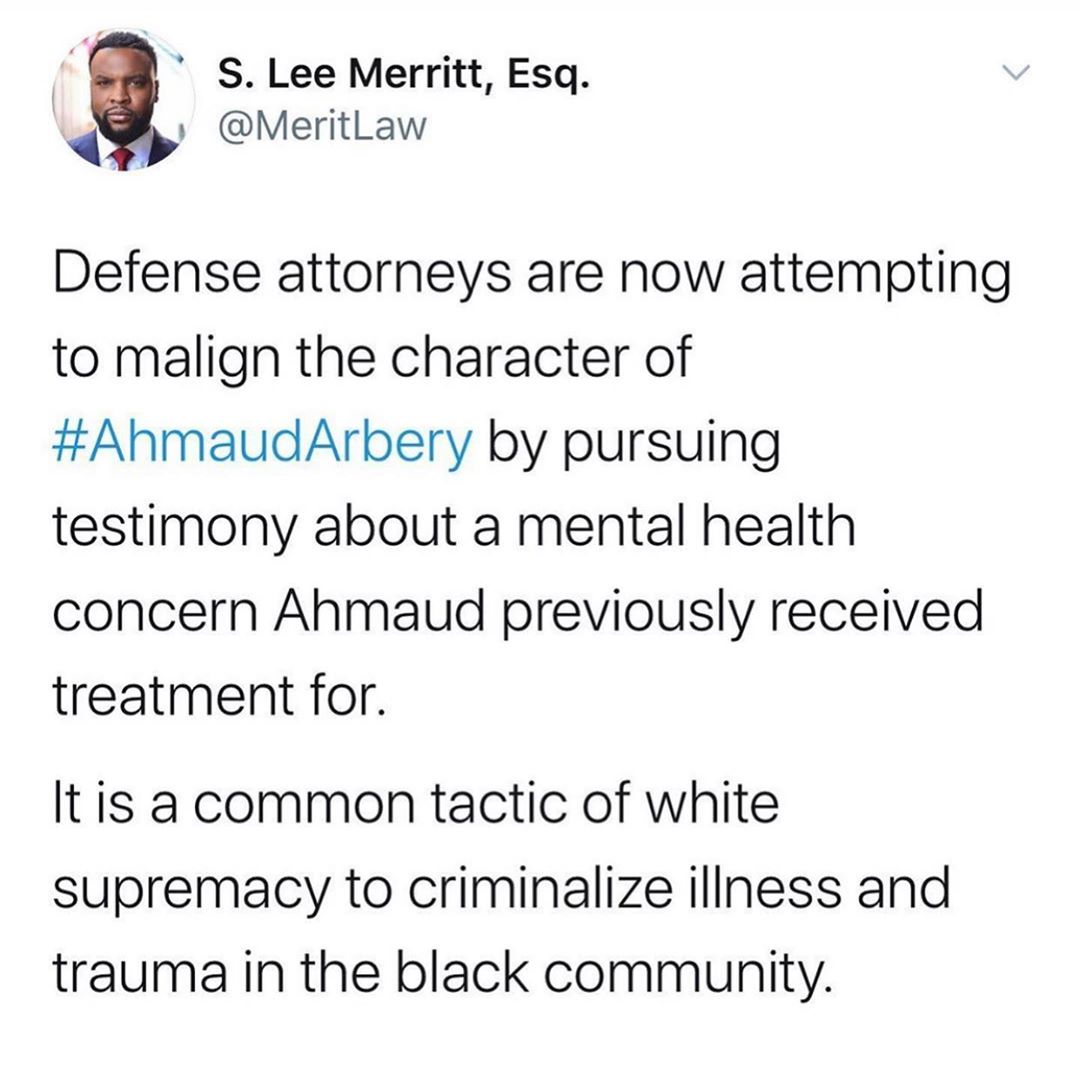 S. Lee Merritt, Esq.
@MeritLaw
Defense attorneys are now attempting
to malign the character of
#AhmaudArbery by pursuing
testimony about a mental health
concern Ahmaud previously received
treatment for.
It is a common tactic of white
supremacy to criminalize illness and
trauma in the black community.